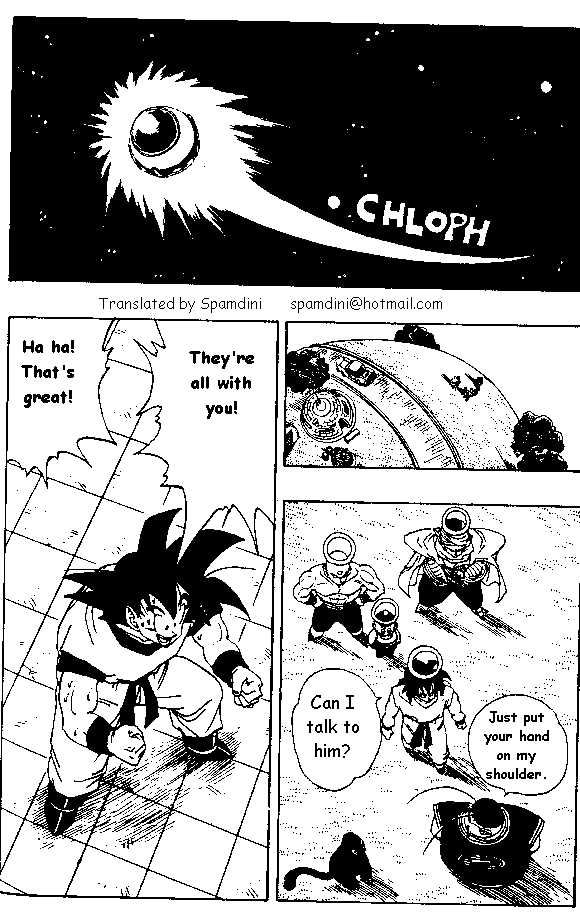 CHLOPH
Translated by Spamdini spamdini@hotmail.com
Ha ha!
That's
great!
They're
all with
you!
Can I
talk to
him?
Just put
your hand
on my
shoulder.